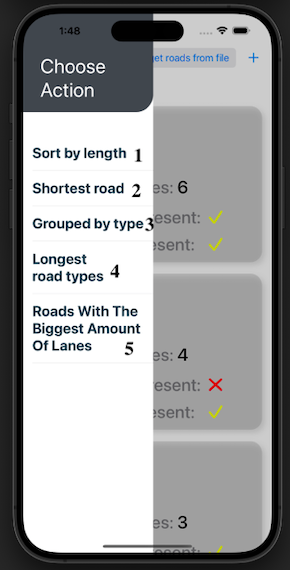 1:48
Choose
Action
get roads from file +
Sort by length 1
es: 6
Shortest road 2
Grouped by type 3
resent:
esent:
Longest
road types 4
Roads With The
Biggest Amount
Of Lanes 5
es: 4
resent:
esent:
es: 3
esent: